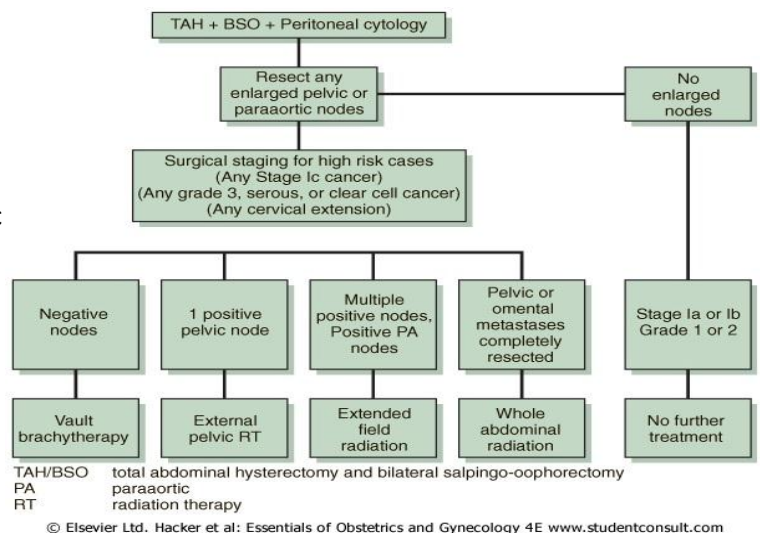 TAH + BSO + Peritoneal cytology
Resect any
enlarged pelvic or
paraaortic nodes
No
enlarged
nodes
Surgical staging for high risk cases
(Any Stage Ic cancer)
(Any grade 3, serous, or clear cell cancer)
(Any cervical extension)
:
Negative
nodes
1 positive
pelvic node
Multiple
positive nodes,
Positive PA
nodes
Pelvic or
omental
metastases
completely
resected
Stage Ia or Ib
Grade 1 or 2
Vault
brachytherapy
External
pelvic RT
Extended
field
radiation
Whole
abdominal
radiation
No further
treatment
TAH/BSO total abdominal hysterectomy and bilateral salpingo-oophorectomy
PA paraaortic
RT radiation therapy
© Elsevier Ltd. Hacker et al: Essentials of Obstetrics and Gynecology 4E www.studentconsult.com